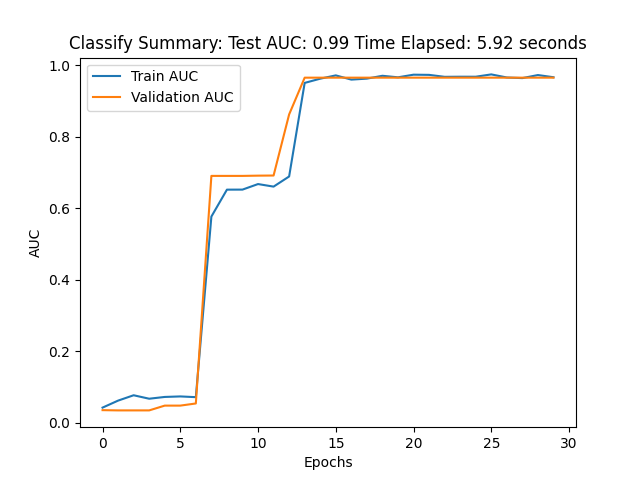 Classify Summary: Test AUC: 0.99 Time Elapsed: 5.92 seconds
Train AUC
Validation AUC
1.0
0.8
0.6
0.4
0.2
0.0
AUC
0 5 10 15 20 25 30
Epochs